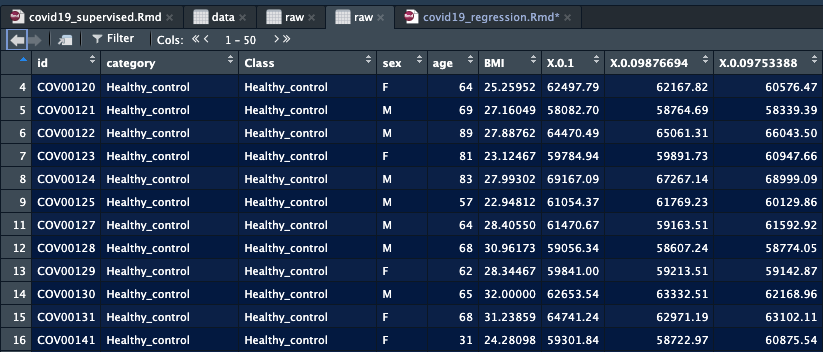 covid19_supervised.Rmd data raw raw covid19_regression.Rmd*
Filter Cols: 1 - 50
id category Class sex age BMI X.0.1 X.0.09876694 X.0.09753388
4 COV00120 Healthy_control Healthy_control F 64 25.25952 62497.79 62167.82 60576.47
5 COV00121 Healthy_control Healthy_control M 69 27.16049 58082.70 58764.69 58339.39
6 COV00122 Healthy_control Healthy_control M 89 27.88762 64470.49 65061.31 66043.50
7 COV00123 Healthy_control Healthy_control F 81 23.12467 59784.94 59891.73 60947.66
8 COV00124 Healthy_control Healthy_control M 83 27.99302 69167.09 67267.14 68999.09
9 COV00125 Healthy_control Healthy_control M 57 22.94812 61054.37 61769.23 60129.86
11 COV00127 Healthy_control Healthy_control M 64 28.40550 61470.67 59163.51 61592.92
12 COV00128 Healthy_control Healthy_control M 68 30.96173 59056.34 58607.24 58774.05
13 COV00129 Healthy_control Healthy_control F 62 28.34467 59841.00 59213.51 59142.87
14 COV00130 Healthy_control Healthy_control M 65 32.00000 62653.54 63332.51 62168.96
15 COV00131 Healthy_control Healthy_control F 68 31.23859 64741.24 62971.19 63102.11
16 COV00141 Healthy_control Healthy_control F 31 24.28098 59301.84 58722.97 60875.54